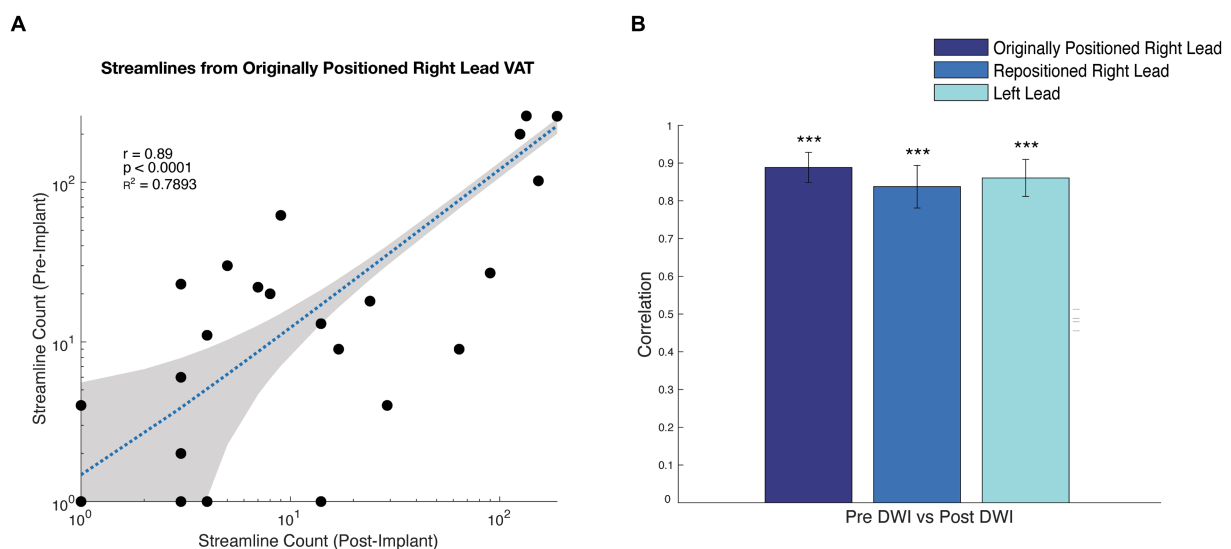 A
Streamlines from Originally Positioned Right Lead VAT
r = 0.89
p < 0.0001
R² = 0.7893
Streamline Count (Pre-Implant)
10²
10¹
10⁰
10⁰ 10¹ 10²
Streamline Count (Post-Implant)
B
Originally Positioned Right Lead
Repositioned Right Lead
Left Lead
Correlation
1
0.9
0.8
0.7
0.6
0.5
0.4
0.3
0.2
0.1
0
*** *** ***
Pre DWI vs Post DWI